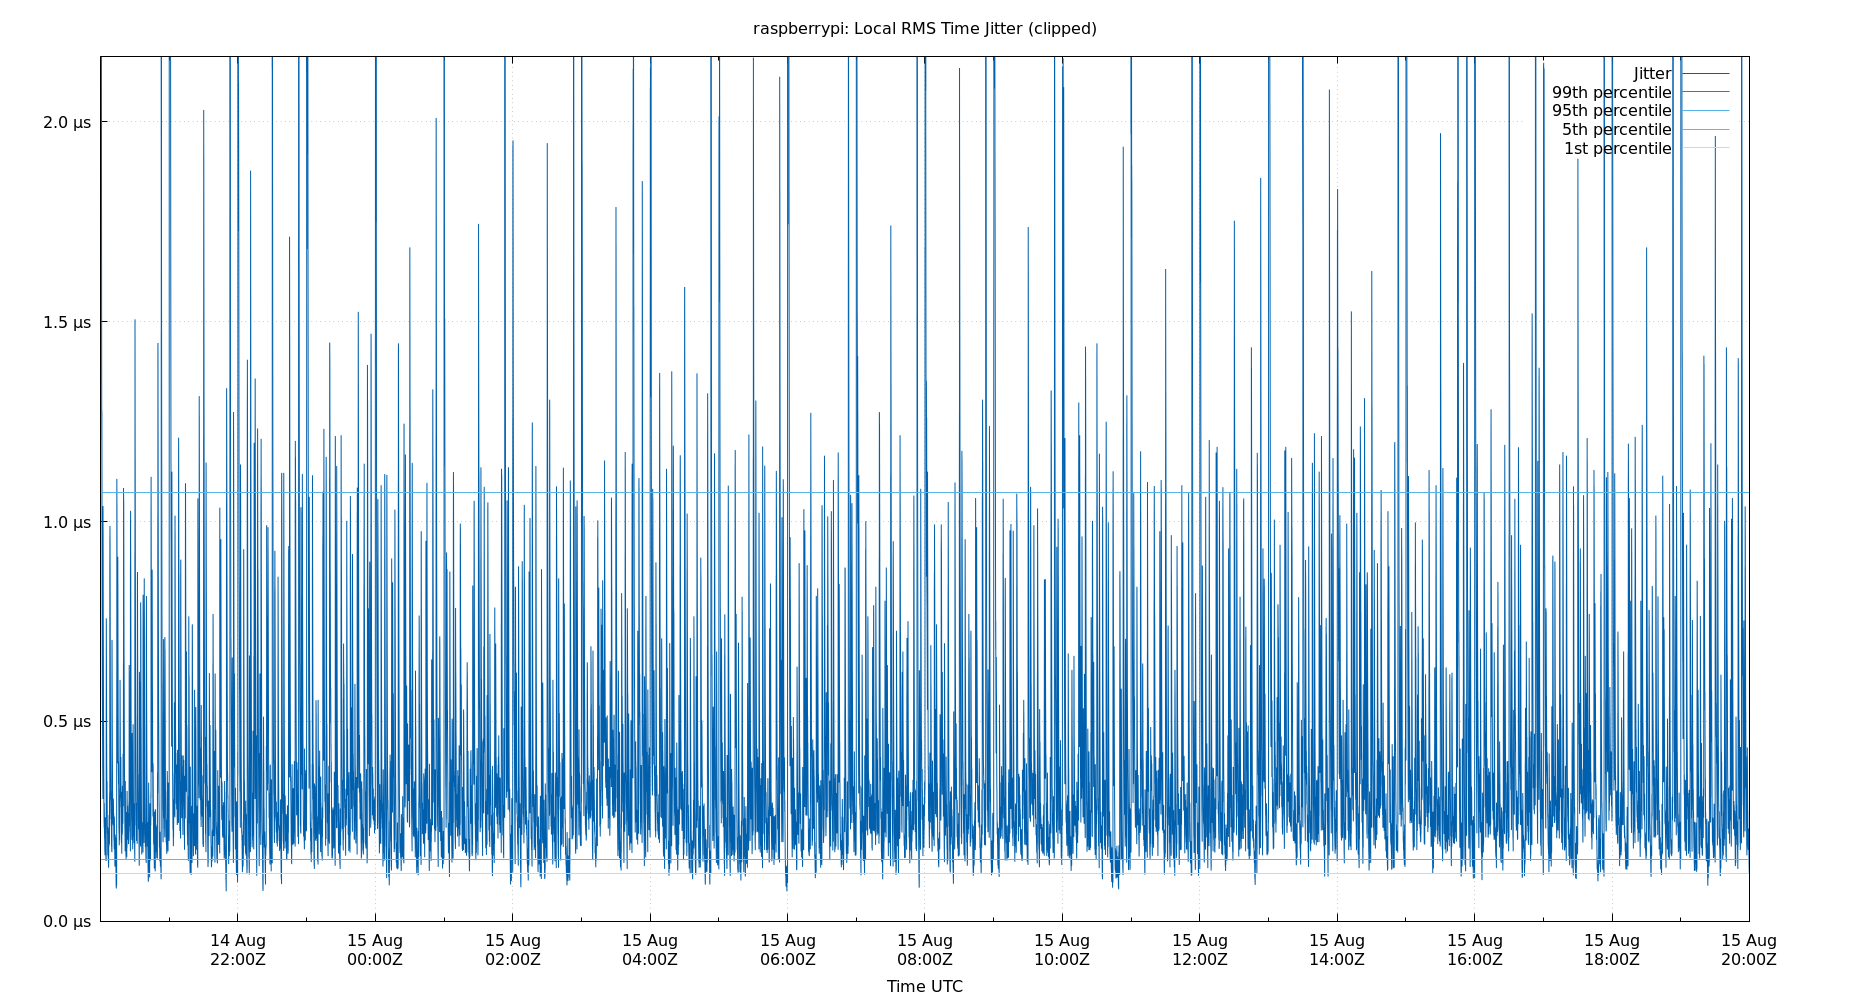 raspberrypi: Local RMS Time Jitter (clipped)
Jitter
99th percentile
95th percentile
5th percentile
1st percentile
2.0 µs
1.5 µs
1.0 µs
0.5 µs
0.0 µs
14 Aug 15 Aug 15 Aug 15 Aug 15 Aug 15 Aug 15 Aug 15 Aug 15 Aug 15 Aug 15 Aug 15 Aug
22:00Z 00:00Z 02:00Z 04:00Z 06:00Z 08:00Z 10:00Z 12:00Z 14:00Z 16:00Z 18:00Z 20:00Z
Time UTC